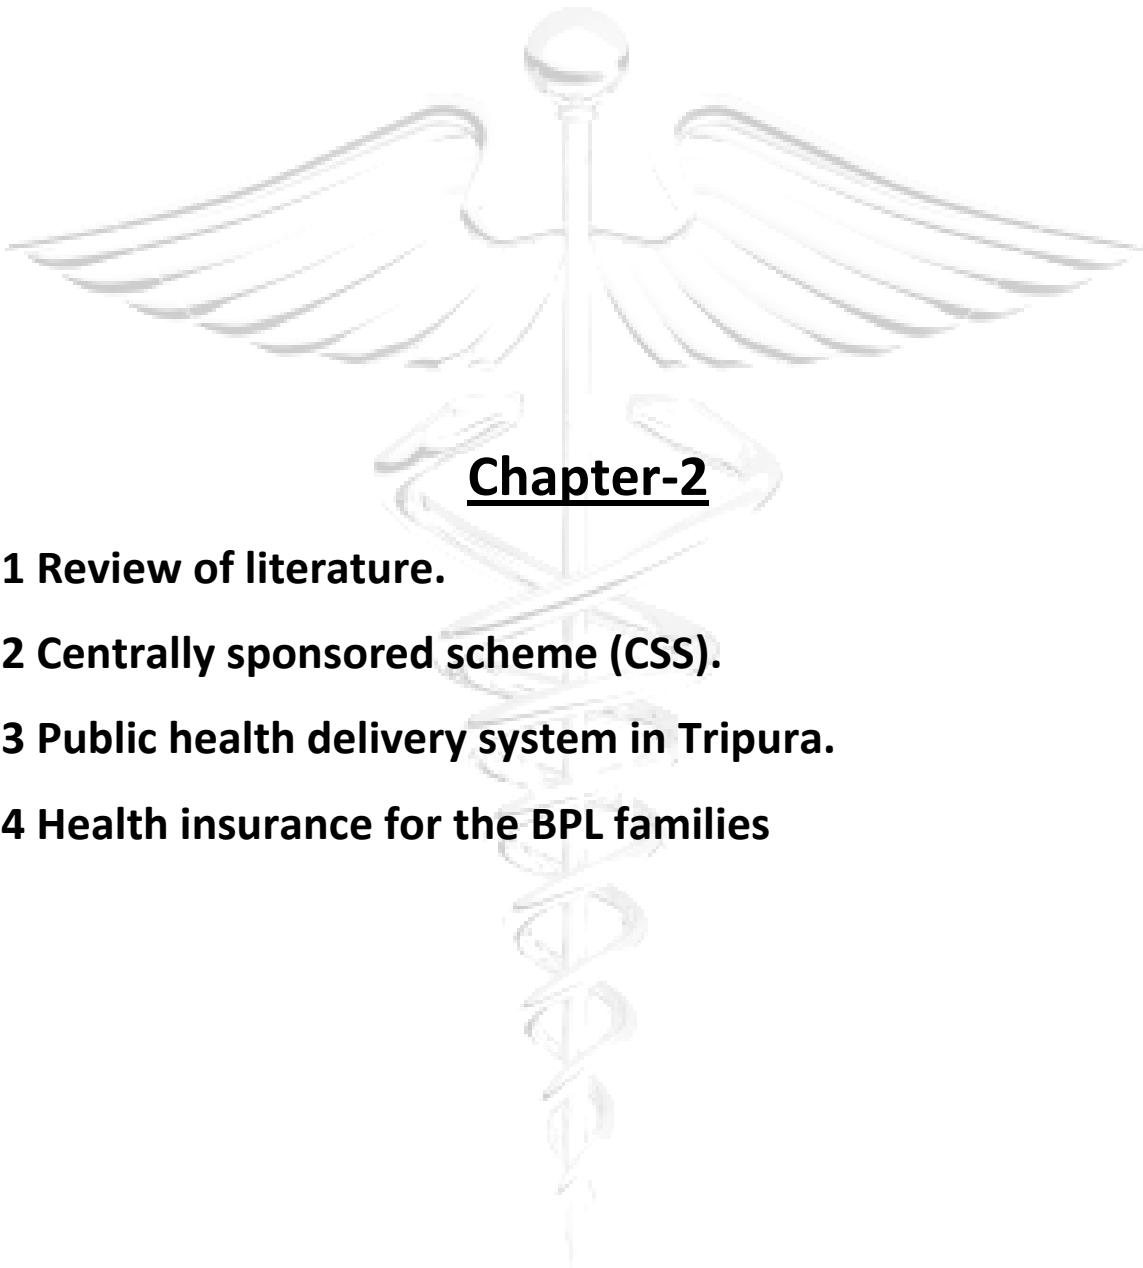 Chapter-2
1 Review of literature.
2 Centrally sponsored scheme (CSS).
3 Public health delivery system in Tripura.
4 Health insurance for the BPL families